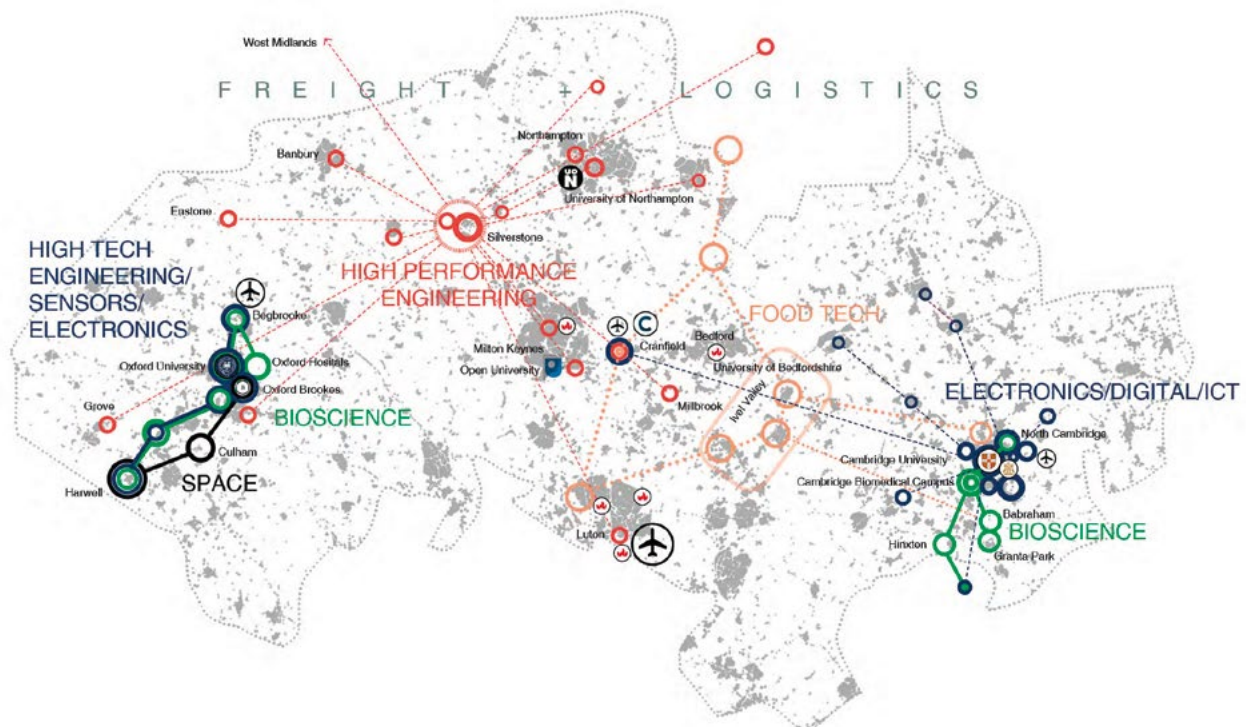 West Midlands
FREIGHT + LOGISTICS
Northampton
Banbury
UO
N
University of Northampton
Eastone
Silverstone
HIGH TECH
ENGINEERING/
SENSORS/
ELECTRONICS
HIGH PERFORMANCE
ENGINEERING
Begbrooke
FOOD TECH
C
Cranfield
Bedford
Milton Keynes
Oxford University
Oxford Hositals
Open University
University of Bedfordshire
Oxford Brookes
Ivel Valley
ELECTRONICS/DIGITAL/ICT
Millbrook
Grove
BIOSCIENCE
North Cambridge
Culham
Cambridge University
Harwell
SPACE
Cambridge Biomedical Campus
Babraham
BIOSCIENCE
Luton
Hinxton
Granta Park